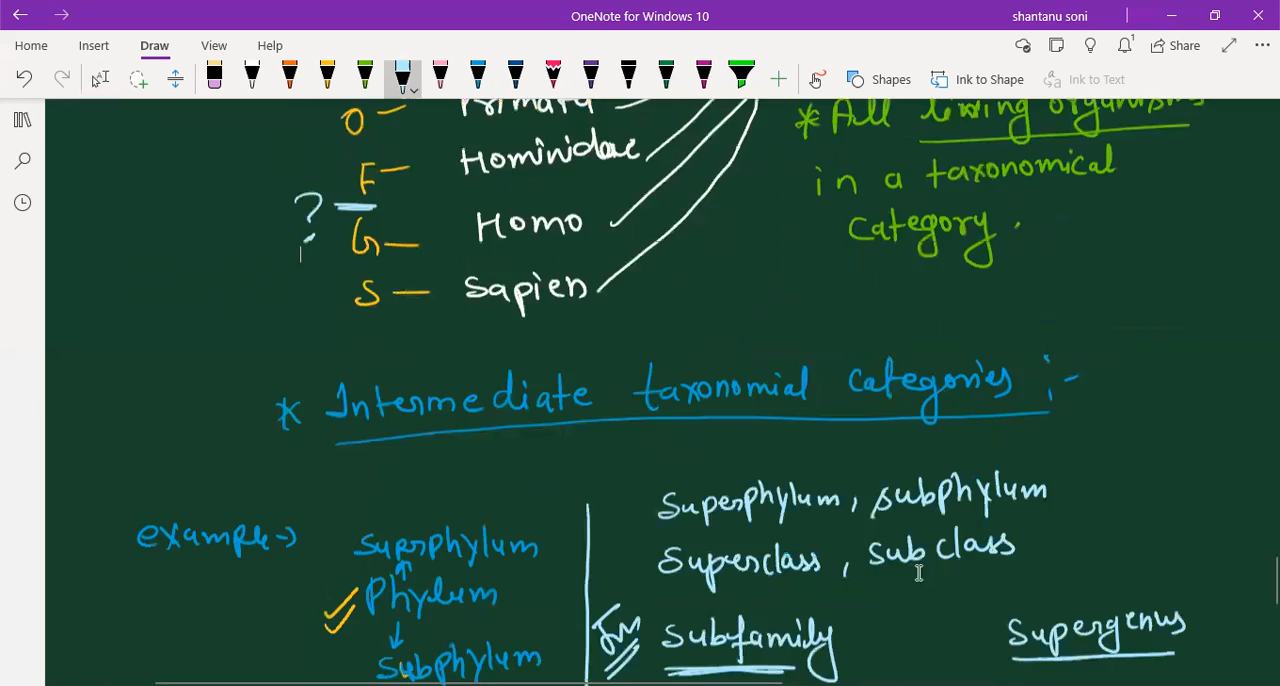 OneNote for Windows 10
shantanu soni
Home Insert Draw View Help
Share
Shapes Ink to Shape Ink to Text
O - Primata
F - Hominidae
?
G - Homo
S - Sapien
* All living organisms
in a taxonomical
category.
* Intermediate taxonomial categories :-
example->
Superphylum
Phylum
Subphylum
Superphylum, subphylum
Superclass, subclass
subfamily
Supergenus